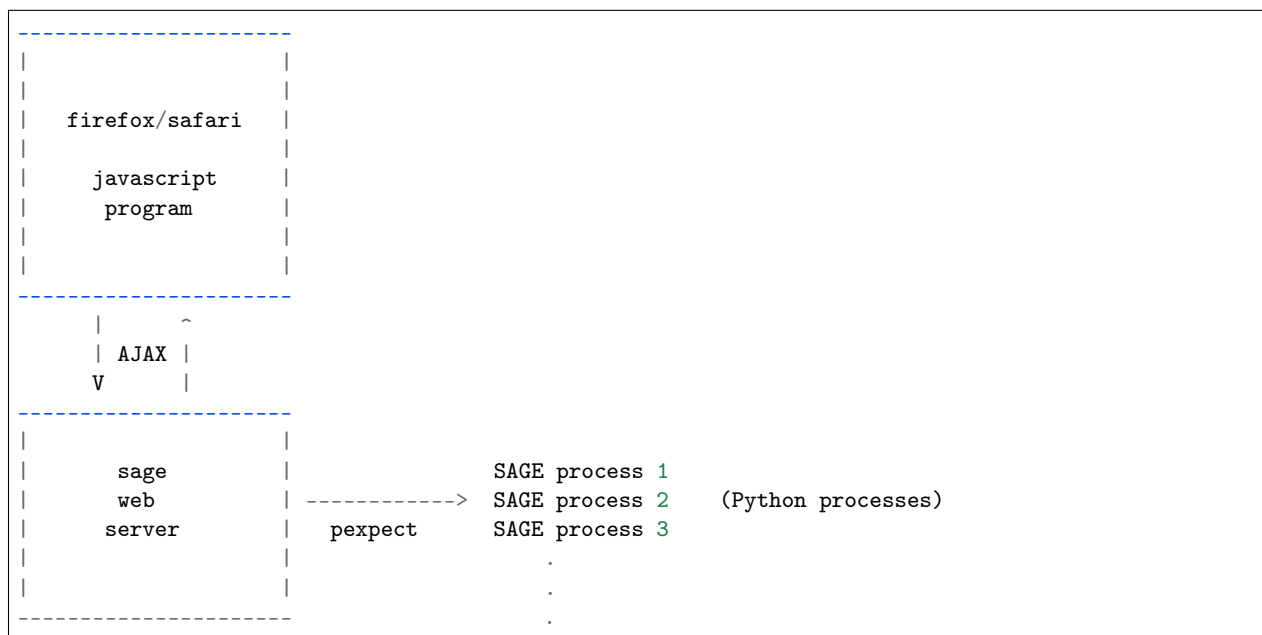 ----------------------
|                     |
|                     |
|   firefox/safari    |
|                     |
|     javascript      |
|      program        |
|                     |
|                     |
----------------------
      |      ^
      | AJAX |
      V      |
----------------------
|                     |
|       sage          |                SAGE process 1
|       web           | ------------>  SAGE process 2    (Python processes)
|      server         |   pexpect      SAGE process 3
|                     |                    .
|                     |                    .
----------------------                     .